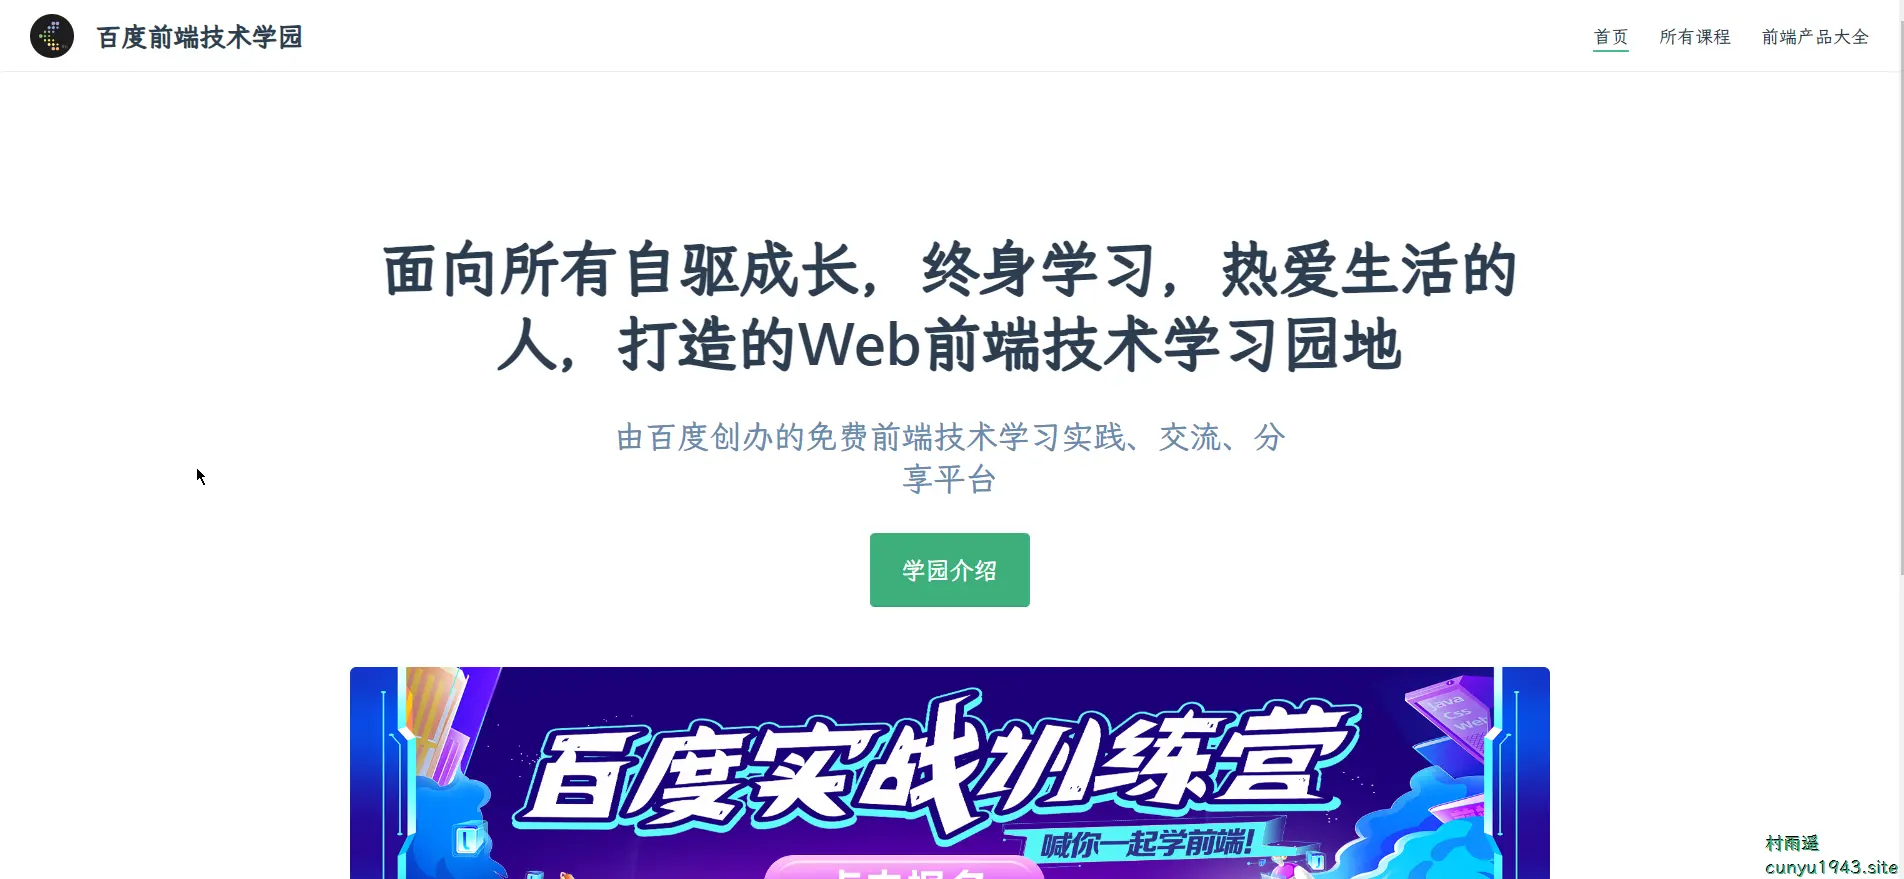 百度前端技术学园
首页 所有课程 前端产品大全
面向所有自驱成长，终身学习，热爱生活的
人，打造的Web前端技术学习园地
由百度创办的免费前端技术学习实践、交流、分
享平台
学园介绍
百度实战训练营
Java
Css
Web
喊你一起学前端!
村雨遥
cunyu1943.site